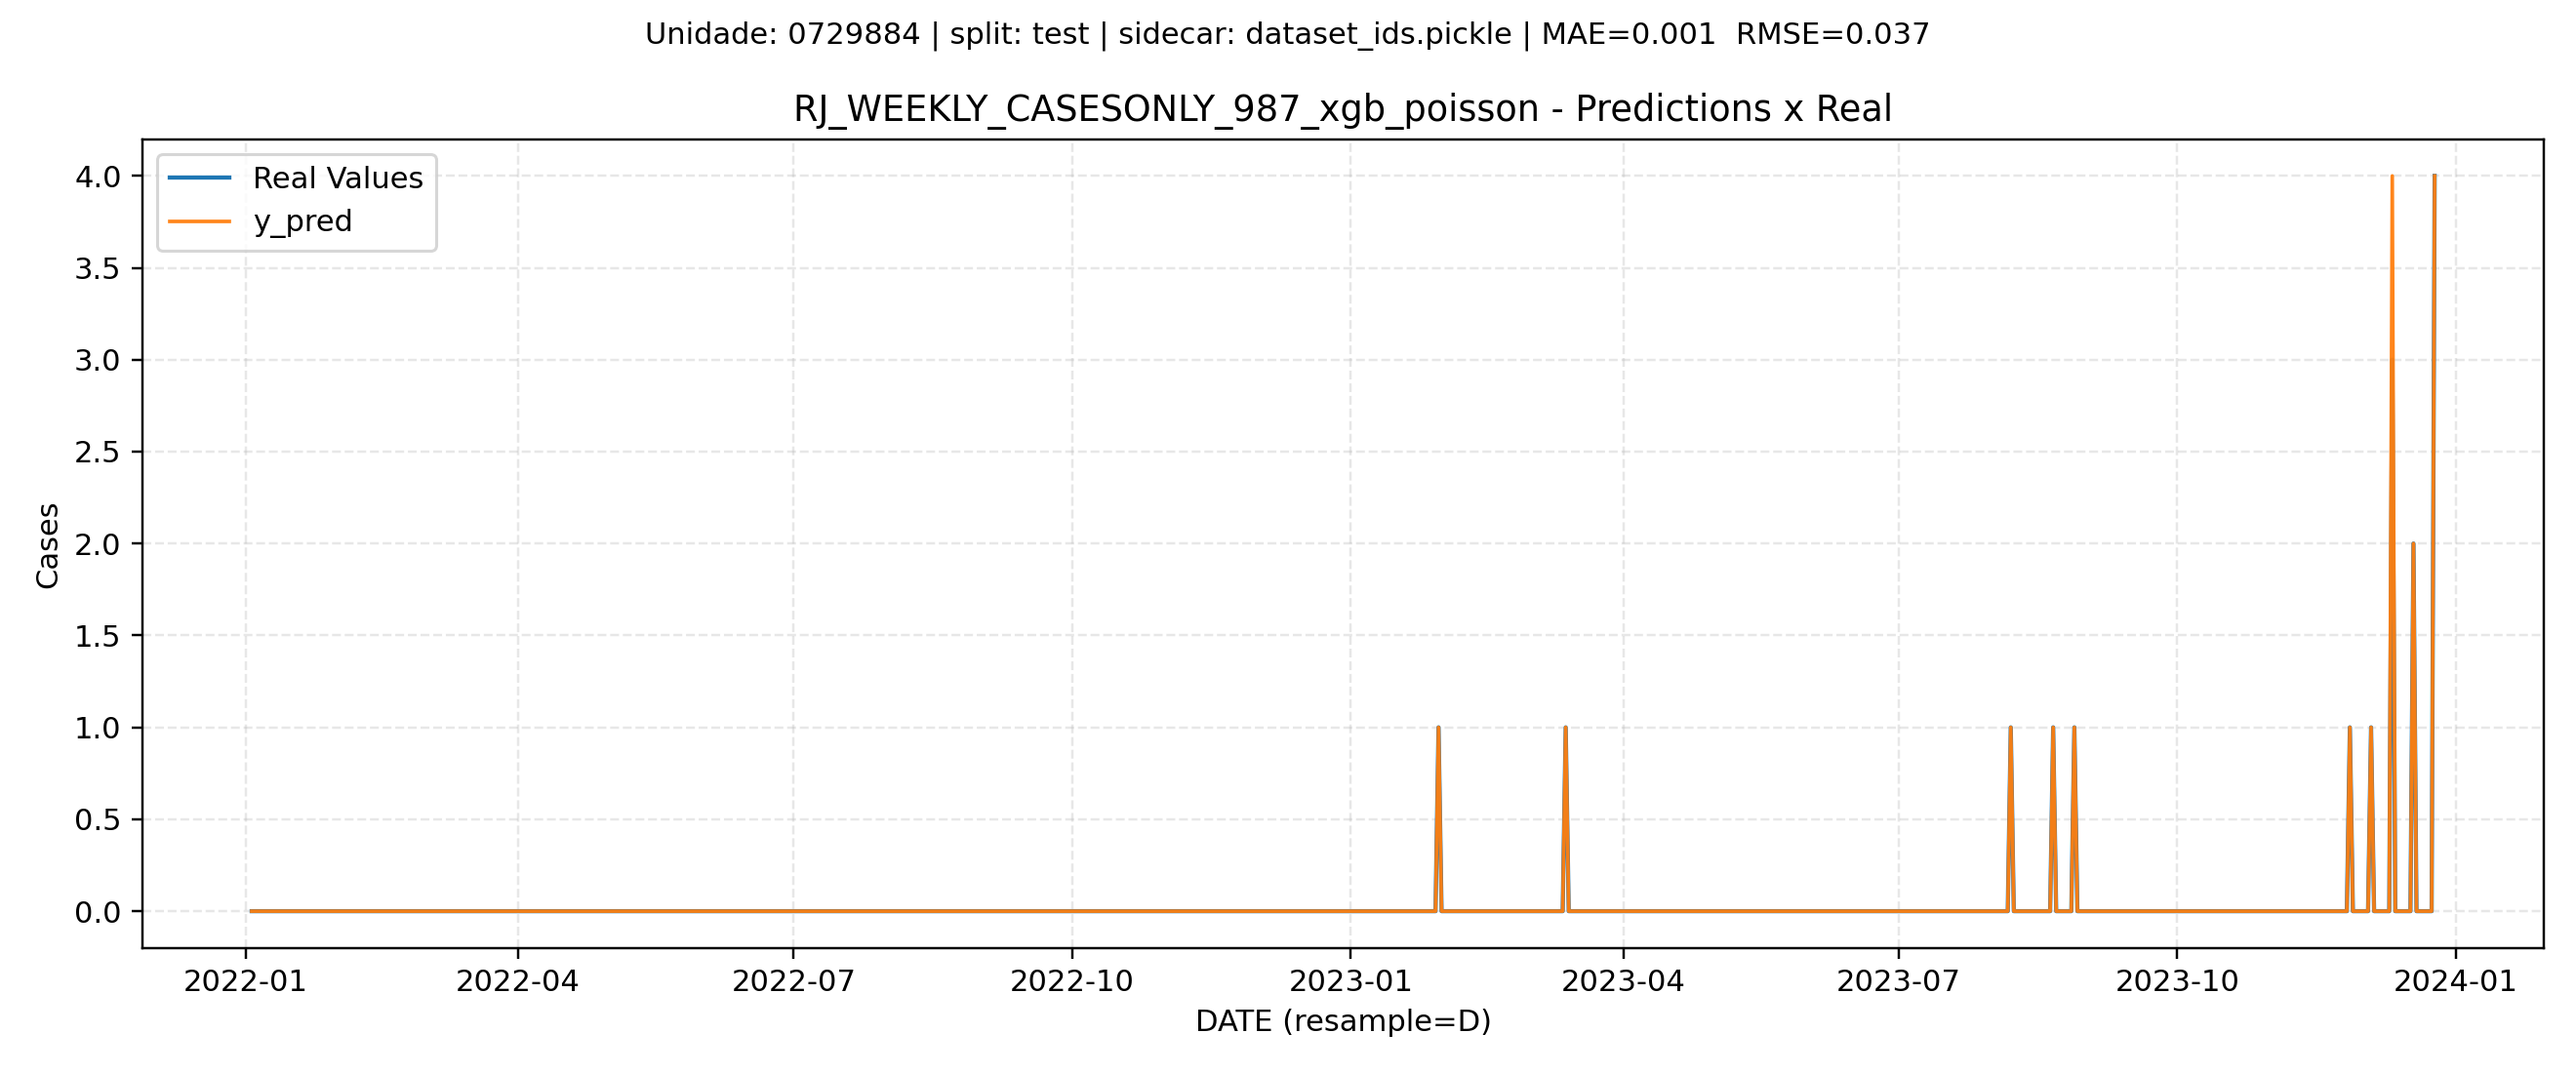 Unidade: 0729884 | split: test | sidecar: dataset_ids.pickle | MAE=0.001  RMSE=0.037
RJ_WEEKLY_CASESONLY_987_xgb_poisson - Predictions x Real
Real Values
y_pred
Cases
4.0
3.5
3.0
2.5
2.0
1.5
1.0
0.5
0.0
2022-01 2022-04 2022-07 2022-10 2023-01 2023-04 2023-07 2023-10 2024-01
DATE (resample=D)